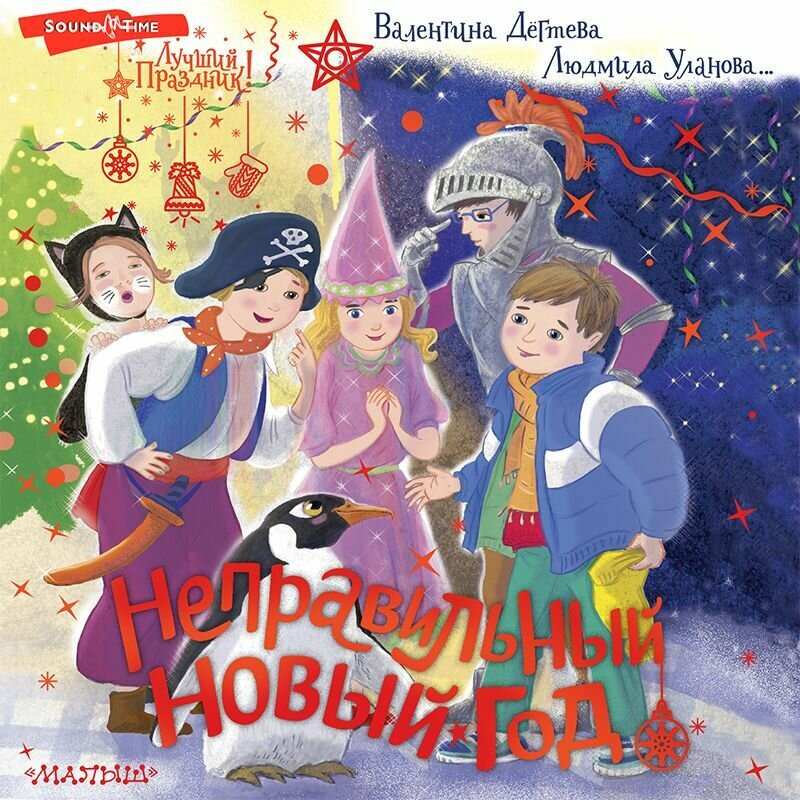 SOUND TIME
Лучший
Праздник!
Валентина Дёгтева
Людмила Уланова...
Неправильный
Новый Год
«МАЛЫШ»